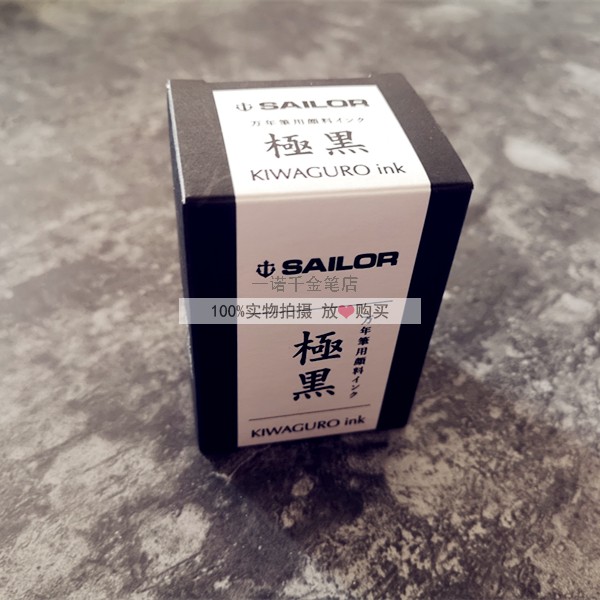 SAILOR
万年筆用顔料インク
極黒
KIWAGURO ink
SAILOR
一诺千金笔店
100%实物拍摄 放❤购买
万年筆用顔料インク
極黒
KIWAGURO ink